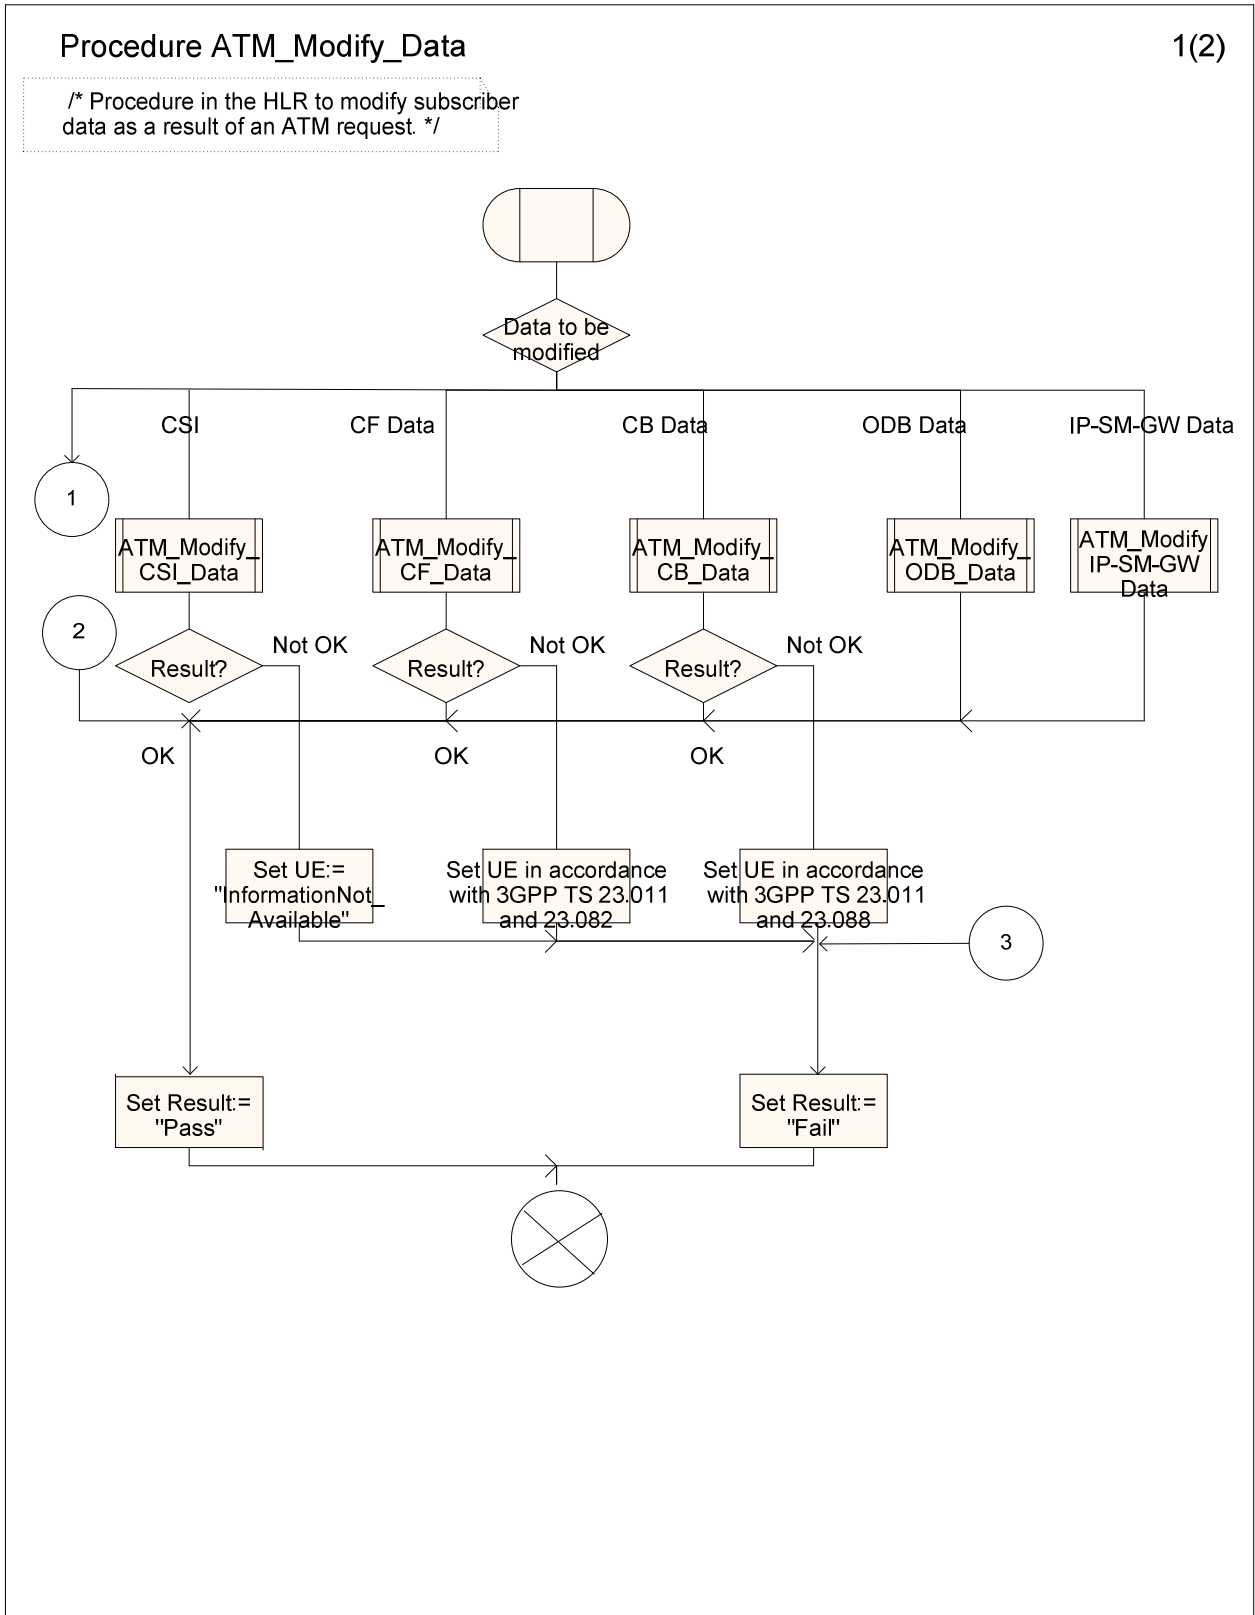 Procedure ATM_Modify_Data
1(2)
/* Procedure in the HLR to modify subscriber
data as a result of an ATM request. */
Data to be
modified
CSI
CF Data
CB Data
ODB Data
IP-SM-GW Data
1
ATM_Modify_
CSI_Data
ATM_Modify_
CF_Data
ATM_Modify_
CB_Data
ATM_Modify_
ODB_Data
ATM_Modify
IP-SM-GW
Data
2
Result?
Not OK
Result?
Not OK
Result?
Not OK
OK
OK
OK
Set UE:=
"InformationNot_
Available"
Set UE in accordance
with 3GPP TS 23.011
and 23.082
Set UE in accordance
with 3GPP TS 23.011
and 23.088
3
Set Result:=
"Pass"
Set Result:=
"Fail"